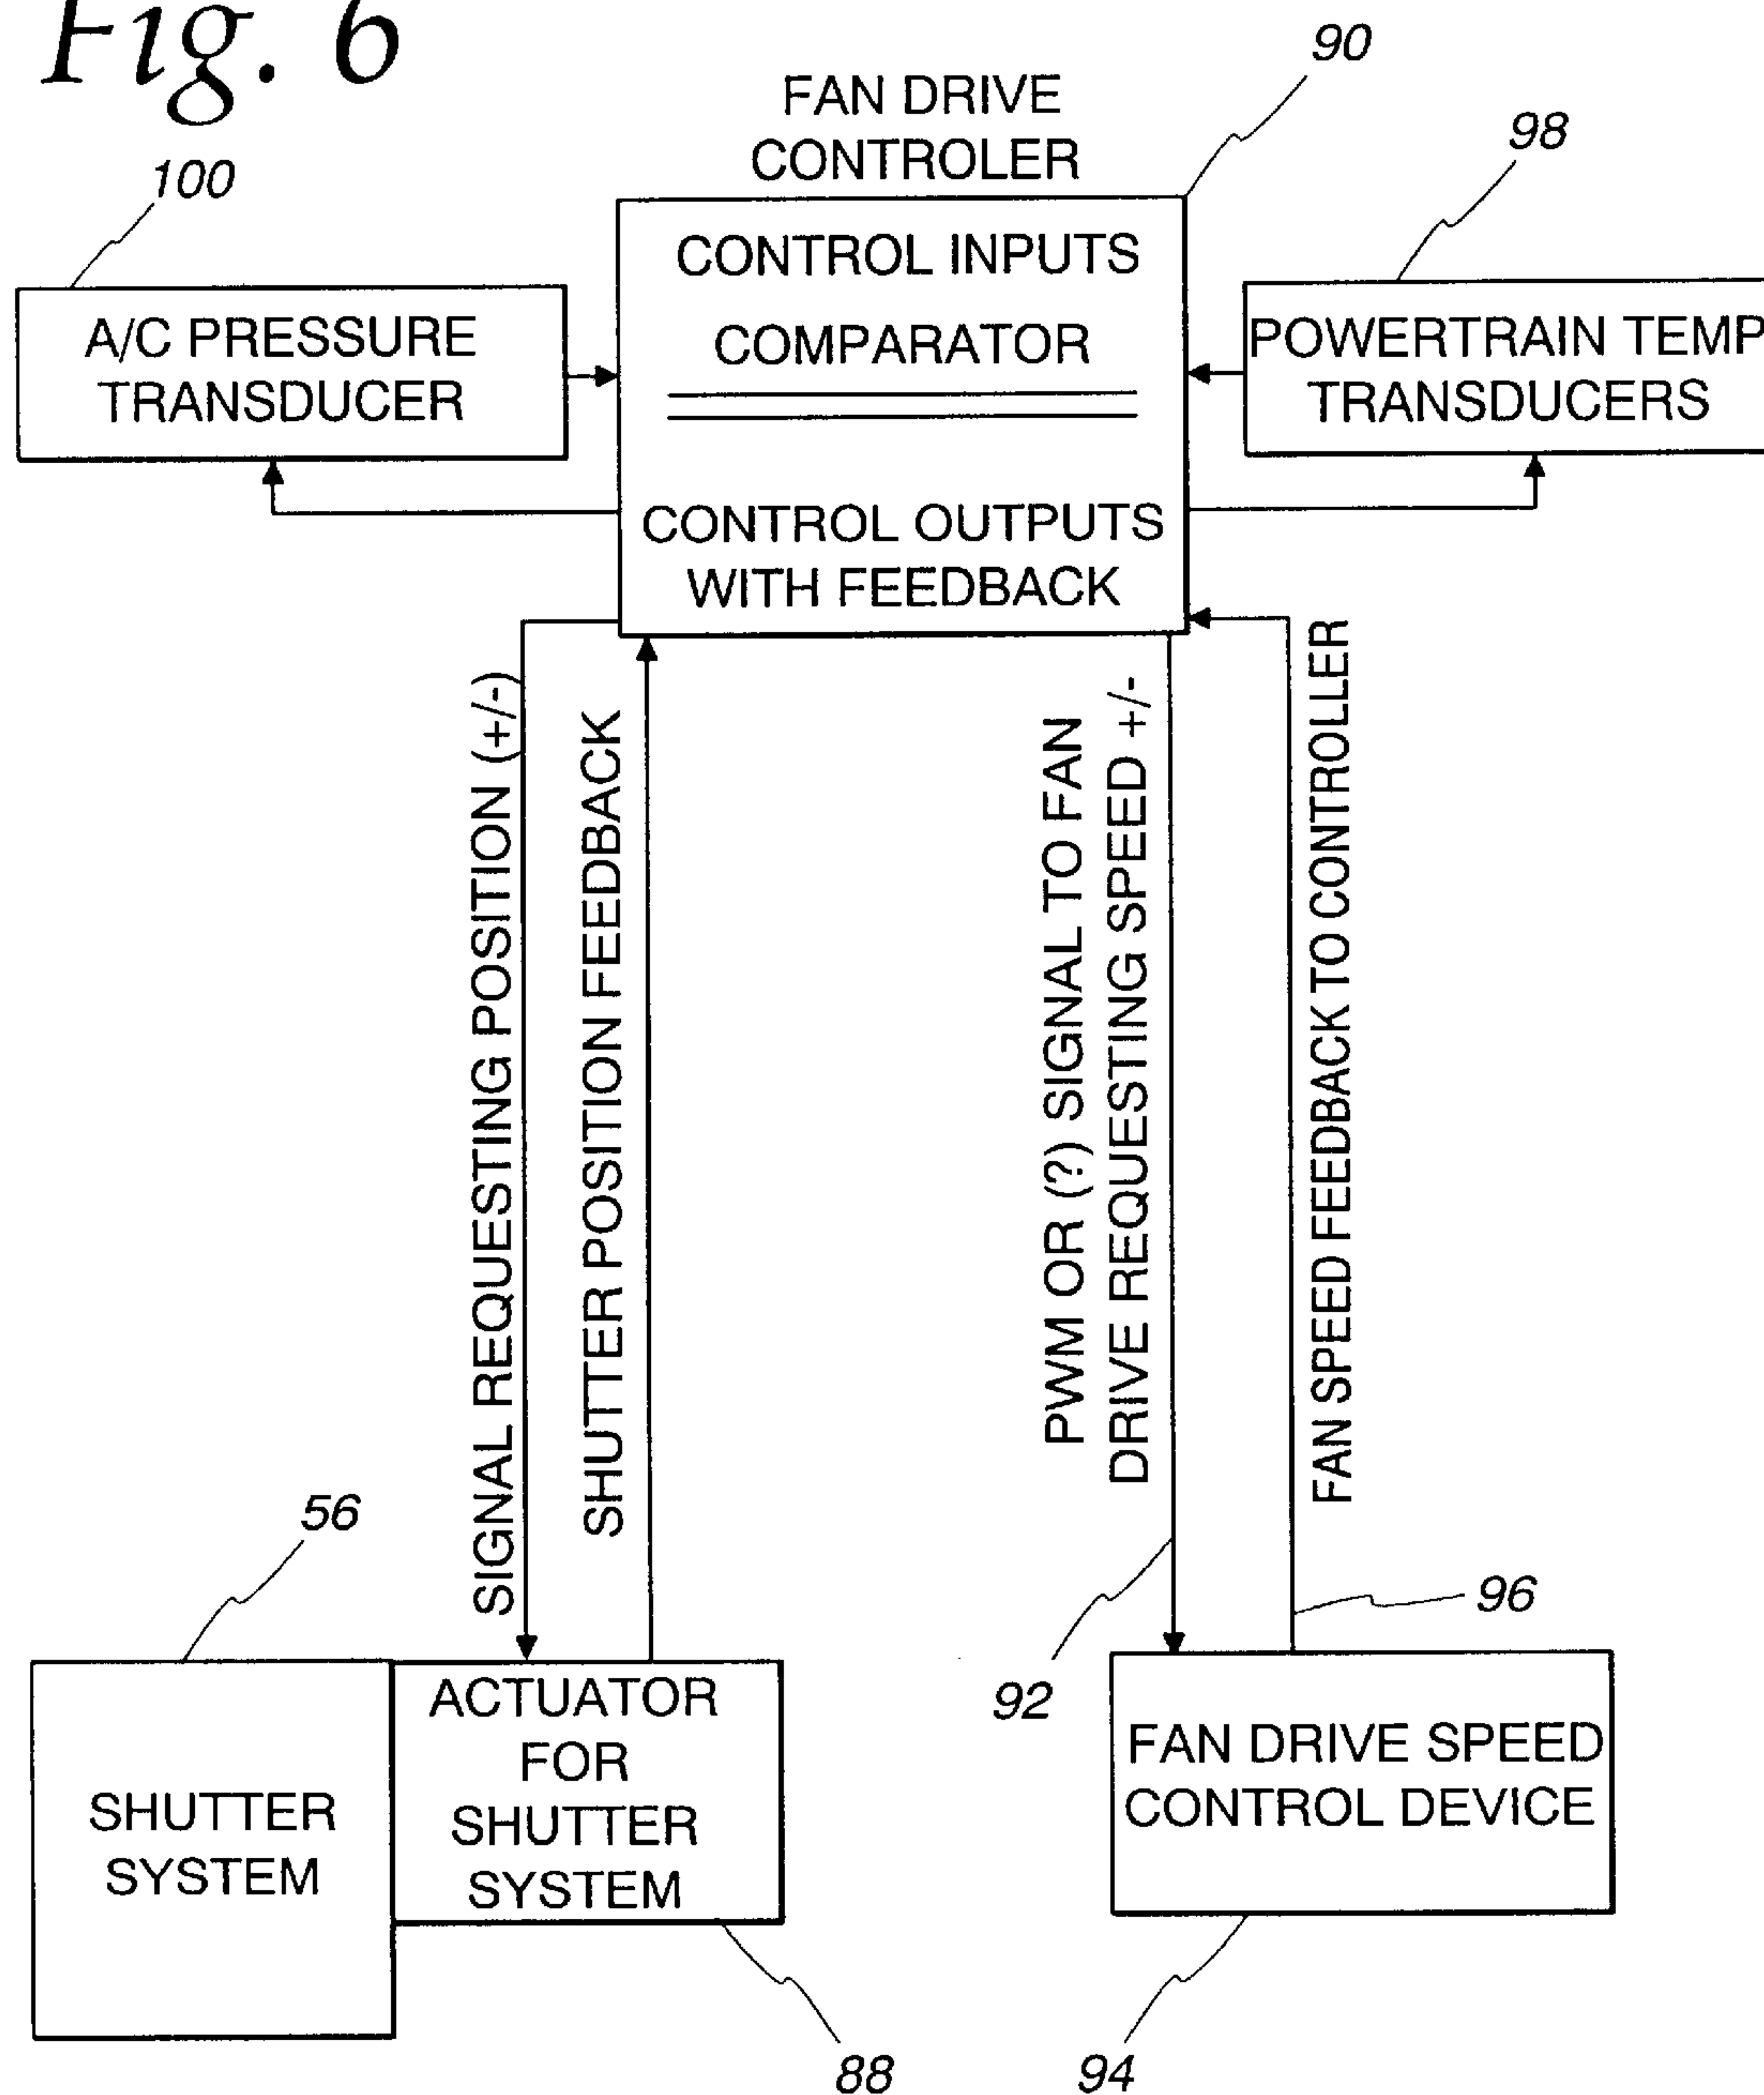 Fig. 6
90
FAN DRIVE
CONTROLER
98
100
CONTROL INPUTS
COMPARATOR
A/C PRESSURE
TRANSDUCER
POWERTRAIN TEMP
TRANSDUCERS
CONTROL OUTPUTS
WITH FEEDBACK
SIGNAL REQUESTING POSITION (+/-)
SHUTTER POSITION FEEDBACK
PWM OR (?) SIGNAL TO FAN
DRIVE REQUESTING SPEED +/-
FAN SPEED FEEDBACK TO CONTROLLER
56
96
92
SHUTTER
SYSTEM
ACTUATOR
FOR
SHUTTER
SYSTEM
FAN DRIVE SPEED
CONTROL DEVICE
88
94